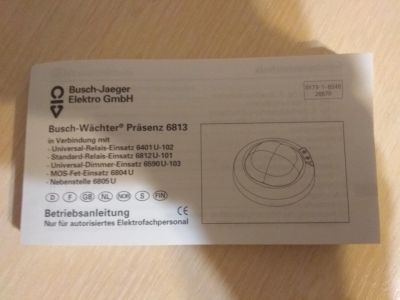 Busch-Jaeger
Elektro GmbH
Busch-Wächter® Präsenz 6813
in Verbindung mit
- Universal-Relais-Einsatz 6401 U-102
- Standard-Relais-Einsatz 6812 U-101
- Universal-Dimmer-Einsatz 6590 U-103
- MOS-Fet-Einsatz 6804 U
- Nebenstelle 6805 U
D F GB NL NOR S FIN
Betriebsanleitung CE
Nur für autorisiertes Elektrofachpersonal